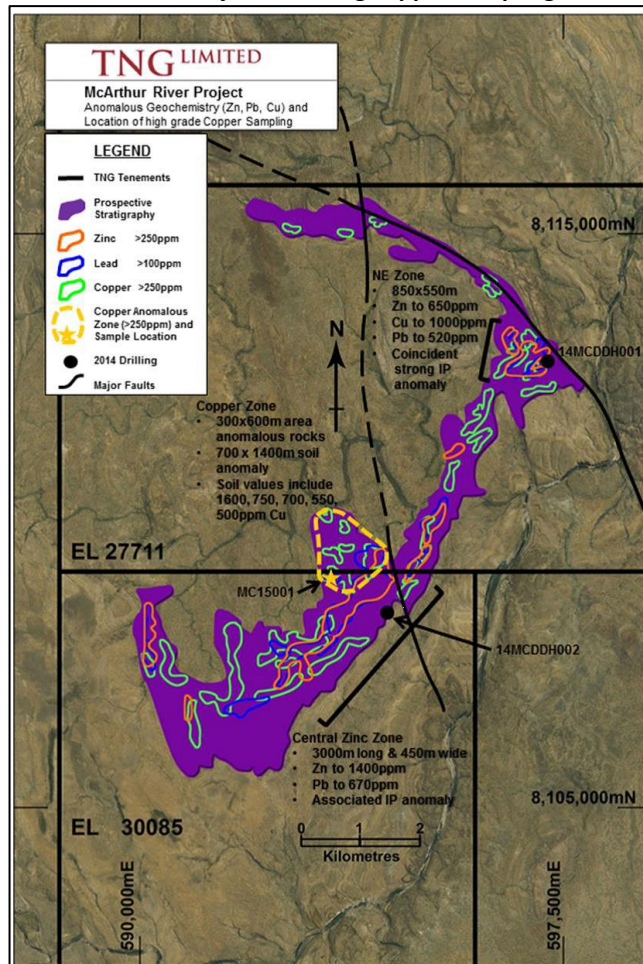 TNG LIMITED
McArthur River Project
Anomalous Geochemistry (Zn, Pb, Cu) and
Location of high grade Copper Sampling
LEGEND
TNG Tenements
Prospective
Stratigraphy
Zinc >250ppm
Lead >100ppm
Copper >250ppm
Copper Anomalous
Zone (>250ppm) and
Sample Location
2014 Drilling
Major Faults
8,115,000mN
NE Zone
• 850x550m
• Zn to 650ppm
• Cu to 1000ppm
• Pb to 520ppm
• Coincident
strong IP
anomaly
14MCDDH001
N
Copper Zone
• 300x600m area
anomalous rocks
• 700 x 1400m soil
anomaly
• Soil values include
1600, 750, 700, 550,
500ppm Cu
EL 27711
MC15001
14MCDDH002
Central Zinc Zone
• 3000m long & 450m wide
• Zn to 1400ppm
• Pb to 670ppm
• Associated IP anomaly
8,105,000mN
EL 30085
0 1 2
Kilometres
590,000mE
597,500mE